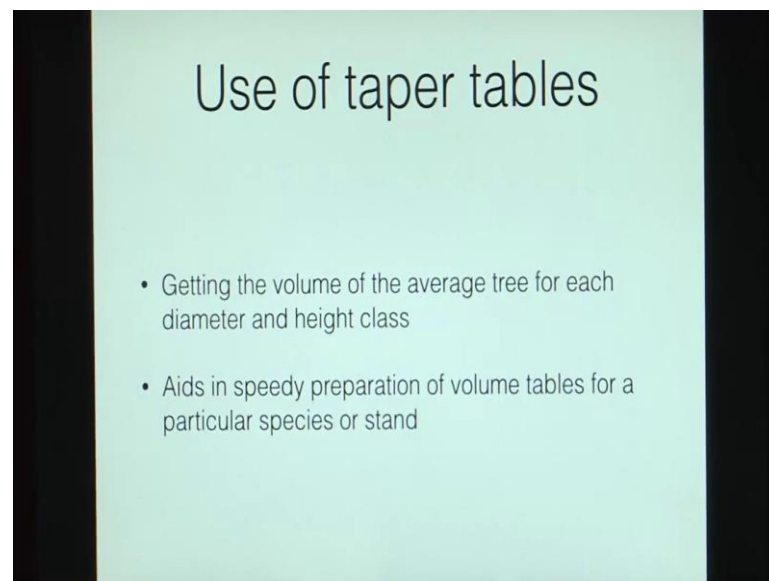 Use of taper tables
• Getting the volume of the average tree for each
diameter and height class
• Aids in speedy preparation of volume tables for a
particular species or stand